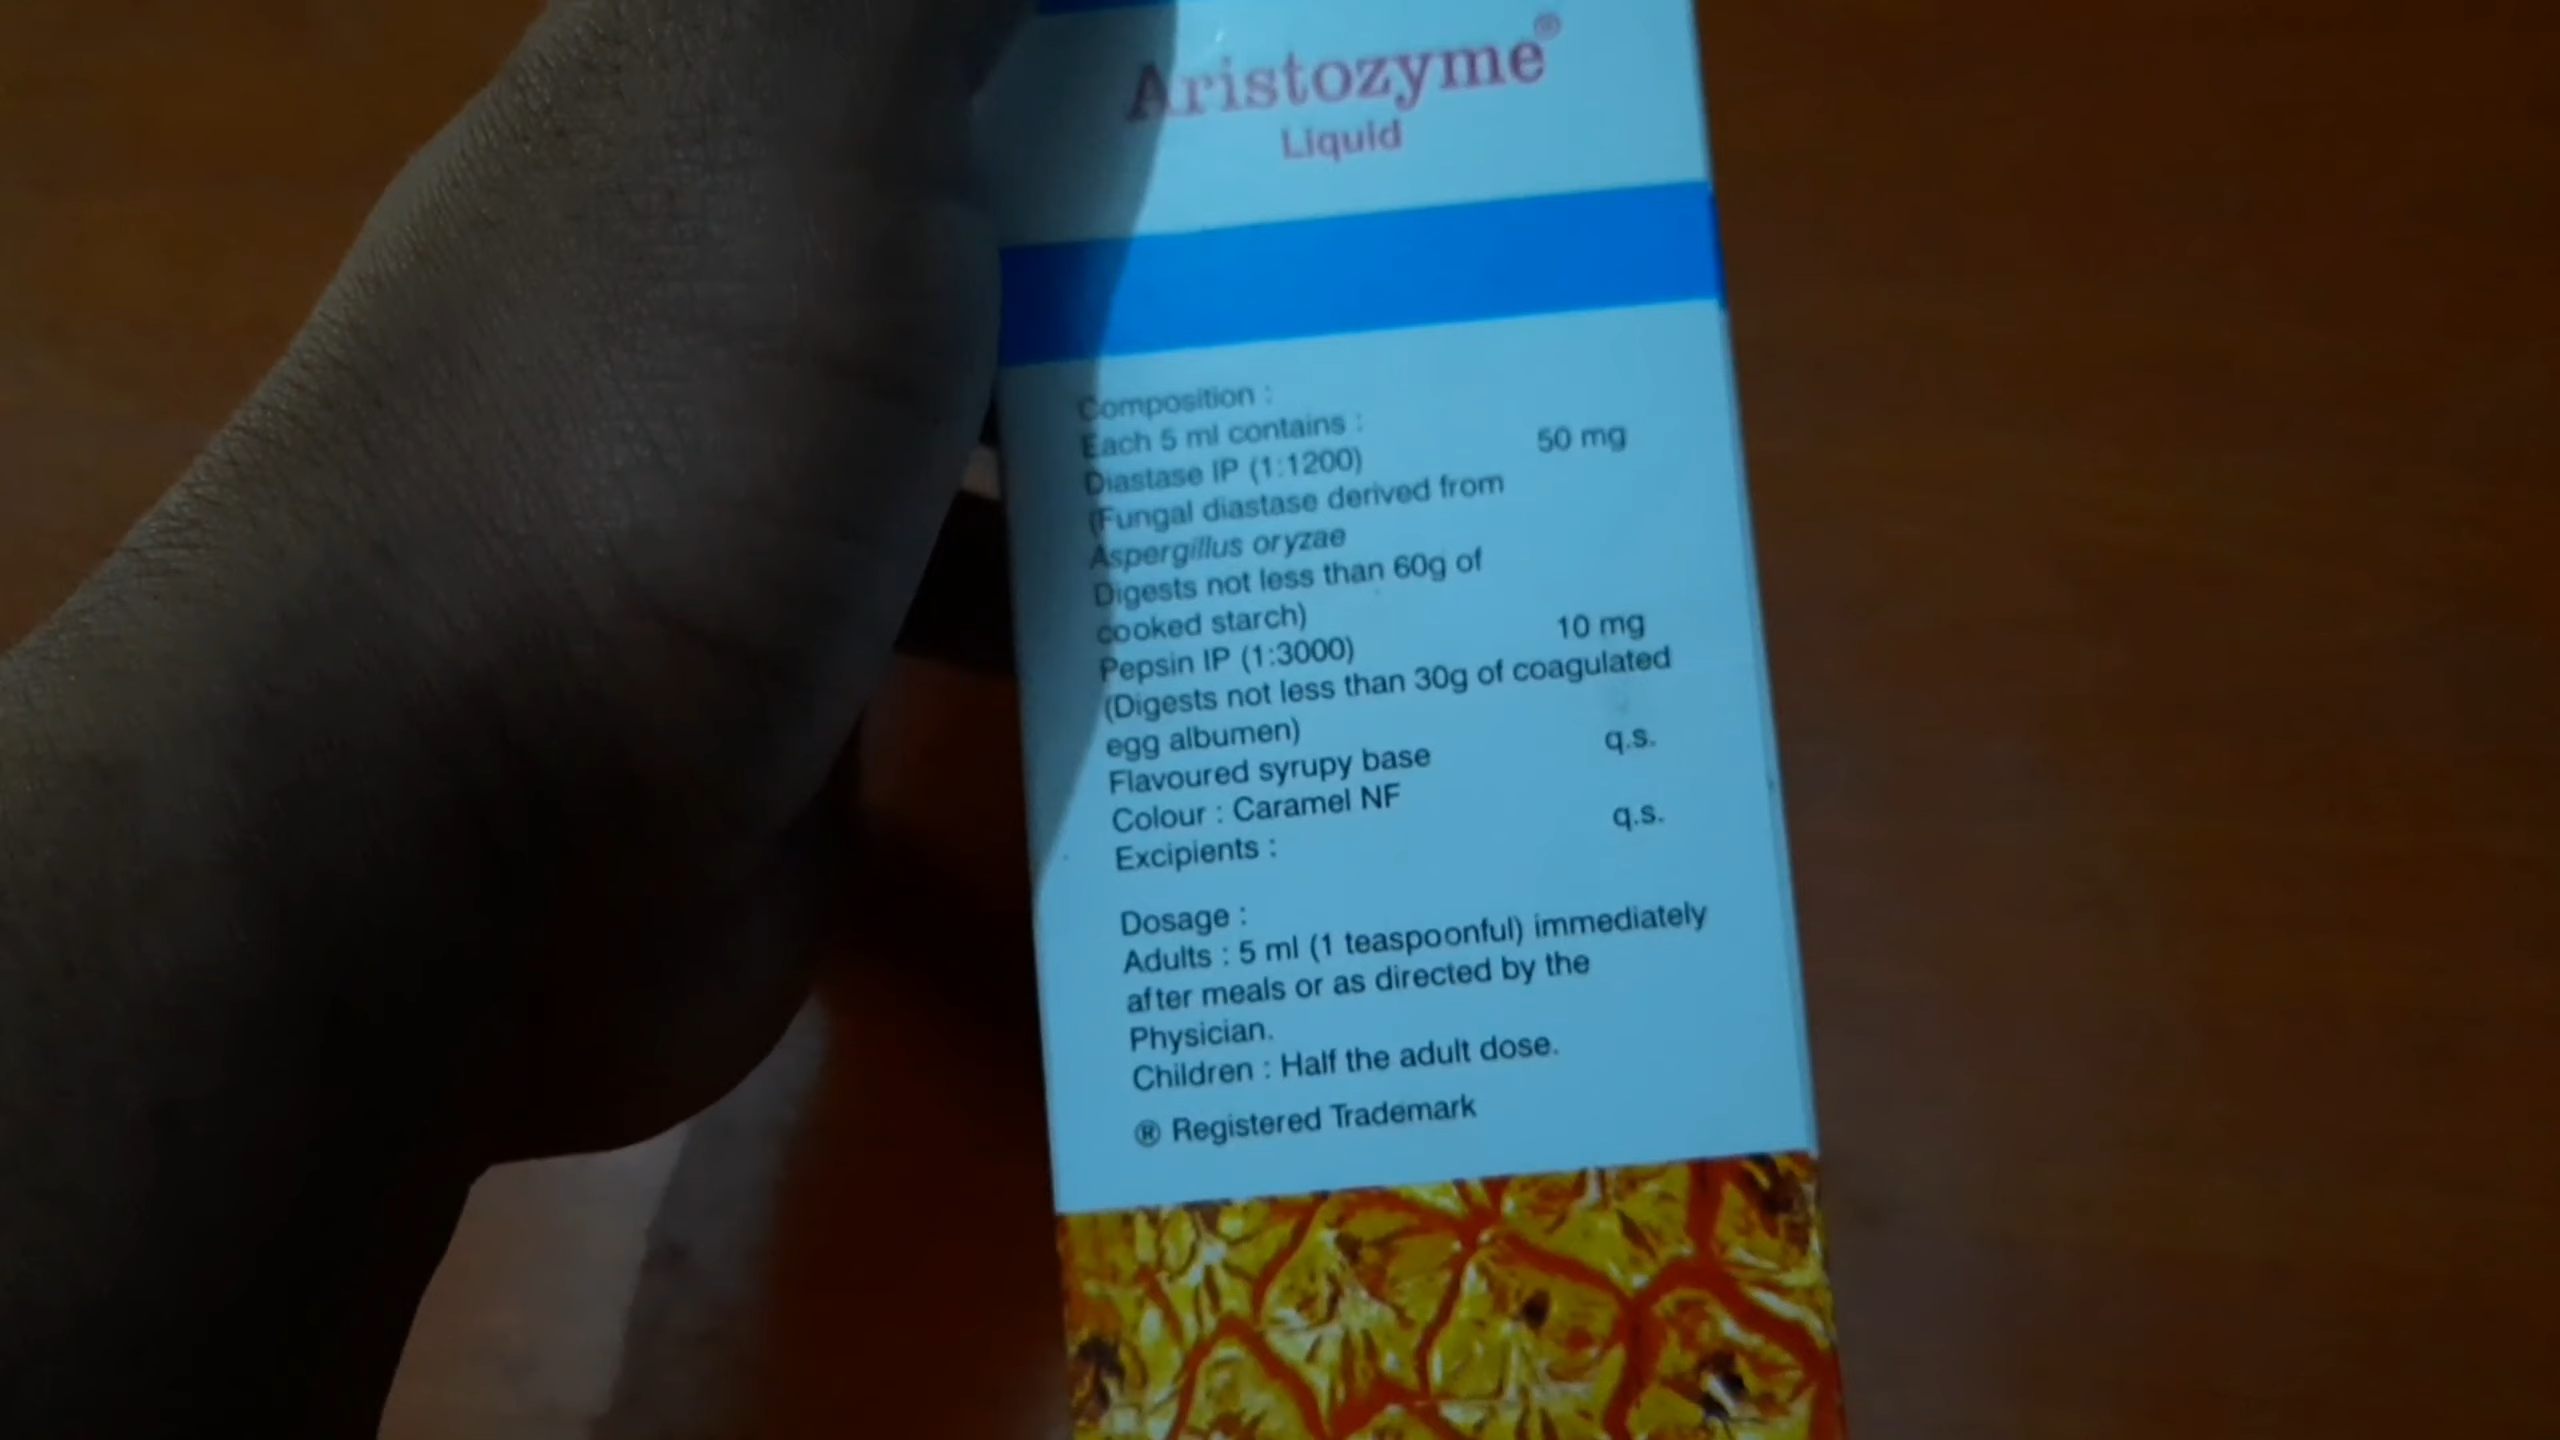 Aristozyme®
Liquid
Composition :
Each 5 ml contains :
Diastase IP (1:1200) 50 mg
(Fungal diastase derived from
Aspergillus oryzae
Digests not less than 60g of
cooked starch)
Pepsin IP (1:3000) 10 mg
(Digests not less than 30g of coagulated
egg albumen)
Flavoured syrupy base q.s.
Colour : Caramel NF
Excipients : q.s.
Dosage :
Adults : 5 ml (1 teaspoonful) immediately
after meals or as directed by the
Physician.
Children : Half the adult dose.
® Registered Trademark